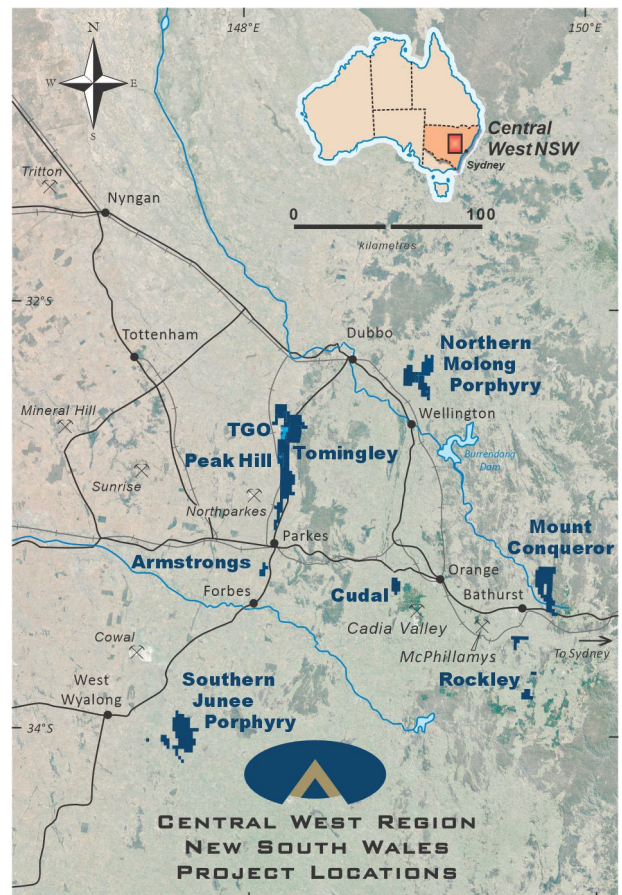 148°E
150°E
N
W
E
S
Central
West NSW
Sydney
Tritton
Nyngan
0
100
kilometres
32°S
Tottenham
Dubbo
Northern
Molong
Porphyry
Mineral Hill
Wellington
TGO
Tomingley
Peak Hill
Burrendong
Dam
Sunrise
Northparkes
Mount
Conqueror
Parkes
Armstrongs
Orange
Forbes
Cudal
Bathurst
Cadia Valley
Cowal
McPhillamys
To Sydney
West
Wyalong
Southern
Junee
Porphyry
Rockley
34°S
Central West Region
New South Wales
Project Locations